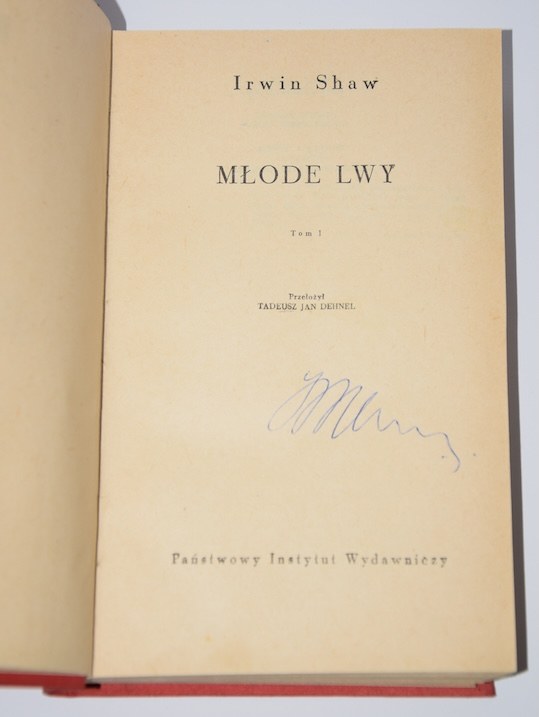 Irwin Shaw
MŁODE LWY
Tom I
Przełożył
TADEUSZ JAN DEHNEL
Państwowy Instytut Wydawniczy